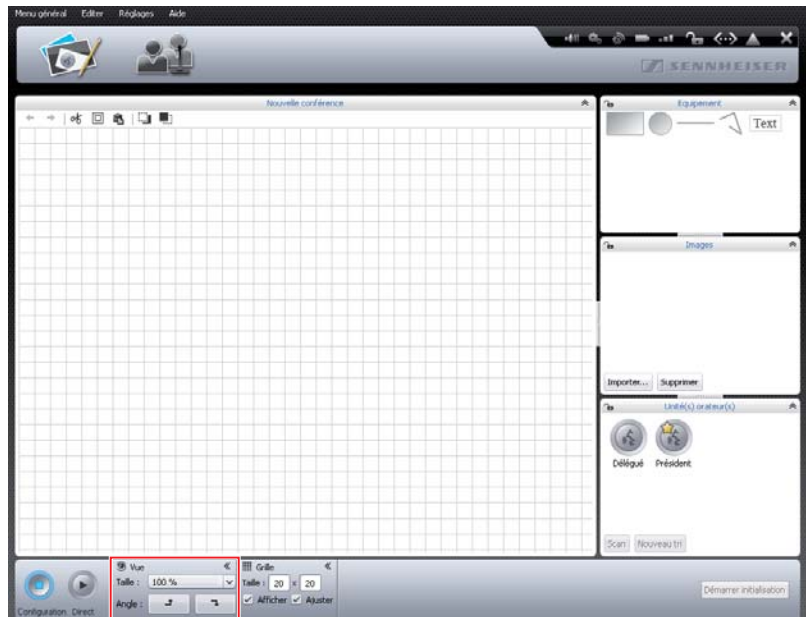 Menu général Editer Réglages Aide
SENNHEISER
Nouvelle conférence
Equipement
Text
Images
Importer... Supprimer
Unité(s) orateur(s)
Délégué Président
Scan Nouveau tri
Vue
Taille : 100 %
Angle :
Grille
Taille : 20 × 20
Afficher Ajuster
Configuration Direct
Démarrer initialisation